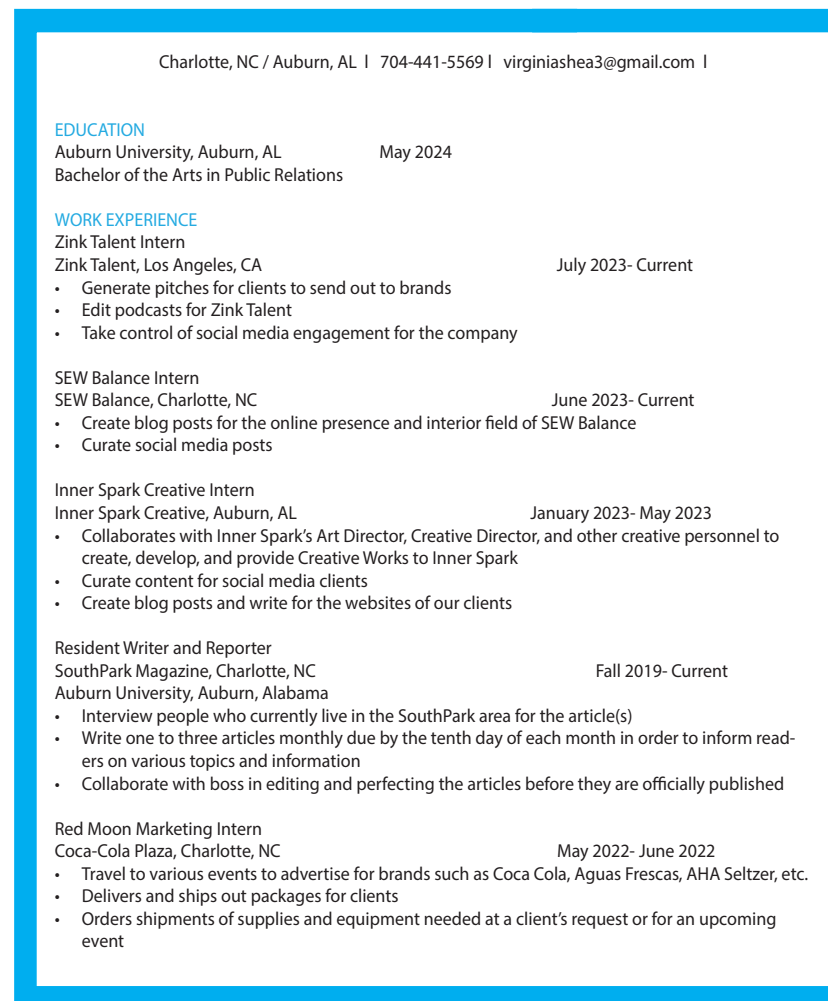 Charlotte, NC / Auburn, AL l 704-441-5569 l virginiashea3@gmail.com l
EDUCATION
Auburn University, Auburn, AL May 2024
Bachelor of the Arts in Public Relations
WORK EXPERIENCE
Zink Talent Intern
Zink Talent, Los Angeles, CA July 2023- Current
• Generate pitches for clients to send out to brands
• Edit podcasts for Zink Talent
• Take control of social media engagement for the company
SEW Balance Intern
SEW Balance, Charlotte, NC June 2023- Current
• Create blog posts for the online presence and interior field of SEW Balance
• Curate social media posts
Inner Spark Creative Intern
Inner Spark Creative, Auburn, AL January 2023- May 2023
• Collaborates with Inner Spark's Art Director, Creative Director, and other creative personnel to
create, develop, and provide Creative Works to Inner Spark
• Curate content for social media clients
• Create blog posts and write for the websites of our clients
Resident Writer and Reporter
SouthPark Magazine, Charlotte, NC Fall 2019- Current
Auburn University, Auburn, Alabama
• Interview people who currently live in the SouthPark area for the article(s)
• Write one to three articles monthly due by the tenth day of each month in order to inform read-
ers on various topics and information
• Collaborate with boss in editing and perfecting the articles before they are officially published
Red Moon Marketing Intern
Coca-Cola Plaza, Charlotte, NC May 2022- June 2022
• Travel to various events to advertise for brands such as Coca Cola, Aguas Frescas, AHA Seltzer, etc.
• Delivers and ships out packages for clients
• Orders shipments of supplies and equipment needed at a client's request or for an upcoming
event